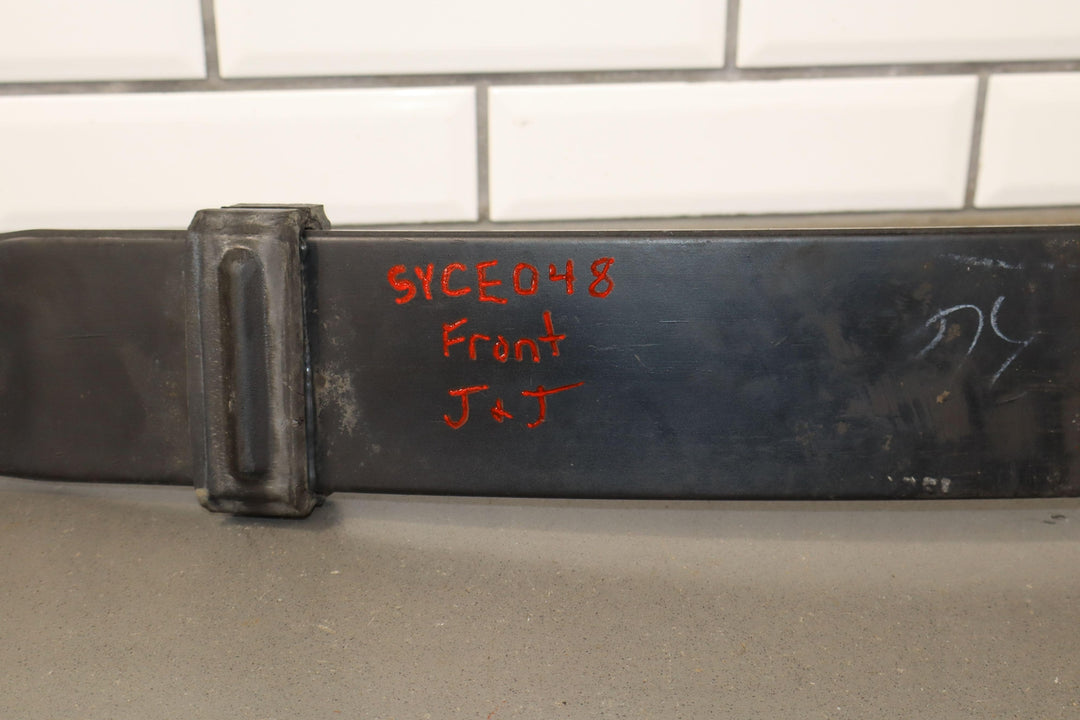 SYCE048
Front
J & J